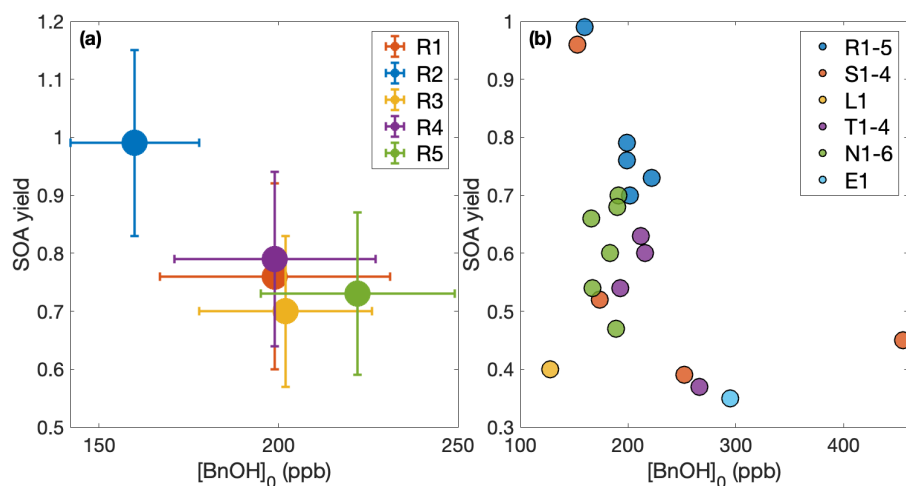 (a)
R1
R2
R3
R4
R5
1.2
1.1
1
0.9
0.8
0.7
0.6
0.5
SOA yield
150
200
250
[BnOH]0 (ppb)
(b)
R1-5
S1-4
L1
T1-4
N1-6
E1
1
0.9
0.8
0.7
0.6
0.5
0.4
0.3
SOA yield
100
200
300
400
[BnOH]0 (ppb)